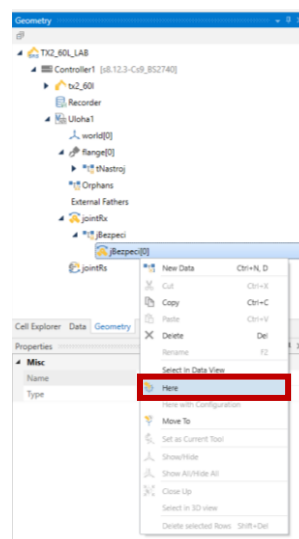 Geometry
TX2_60L_LAB
Controller1 [s8.12.3-Cs9_BS2740]
tx2_60l
Recorder
Uloha1
world[0]
flange[0]
tNastroj
Orphans
External Fathers
jointRx
jBezpeci
jBezpeci[0]
jointRs
New Data Ctrl+N, D
Cut Ctrl+X
Copy Ctrl+C
Paste Ctrl+V
Delete Del
Rename F2
Select In Data View
Here
Here with Configuration
Move To
Set as Current Tool
Show/Hide
Show All/Hide All
Close Up
Select in 3D view
Delete selected Rows Shift+Del
Cell Explorer Data Geometry
Properties
Misc
Name
Type